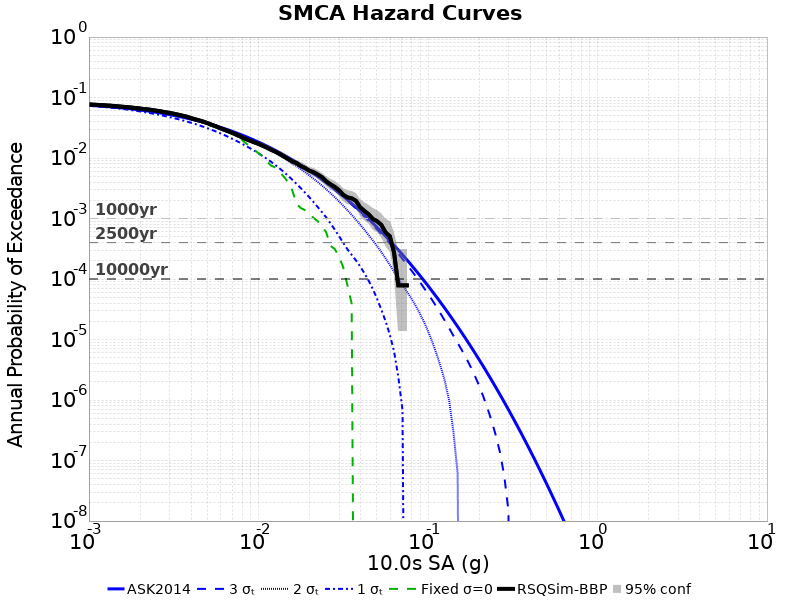 SMCA Hazard Curves
Annual Probability of Exceedance
10^0
10^-1
10^-2
10^-3
10^-4
10^-5
10^-6
10^-7
10^-8
1000yr
2500yr
10000yr
10^-3 10^-2 10^-1 10^0 10^1
10.0s SA (g)
ASK2014 3 σₜ 2 σₜ 1 σₜ Fixed σ=0 RSQSim-BBP 95% conf